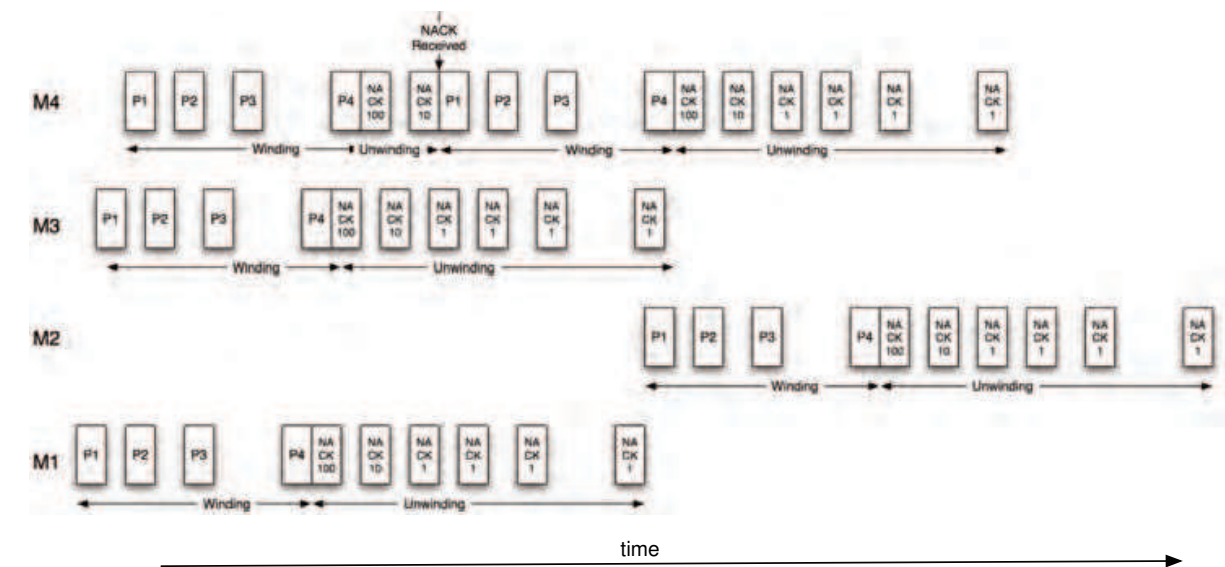 NACK
Received
M4
P1 P2 P3 P4 NA CK 100 NA CK 10 P1 P2 P3 P4 NA CK 100 NA CK 10 NA CK 1 NA CK 1 NA CK 1 NA CK 1
Winding Unwinding Winding Unwinding
M3
P1 P2 P3 P4 NA CK 100 NA CK 10 NA CK 1 NA CK 1 NA CK 1 NA CK 1
Winding Unwinding
M2
P1 P2 P3 P4 NA CK 100 NA CK 10 NA CK 1 NA CK 1 NA CK 1 NA CK 1
Winding Unwinding
M1
P1 P2 P3 P4 NA CK 100 NA CK 10 NA CK 1 NA CK 1 NA CK 1 NA CK 1
Winding Unwinding
time